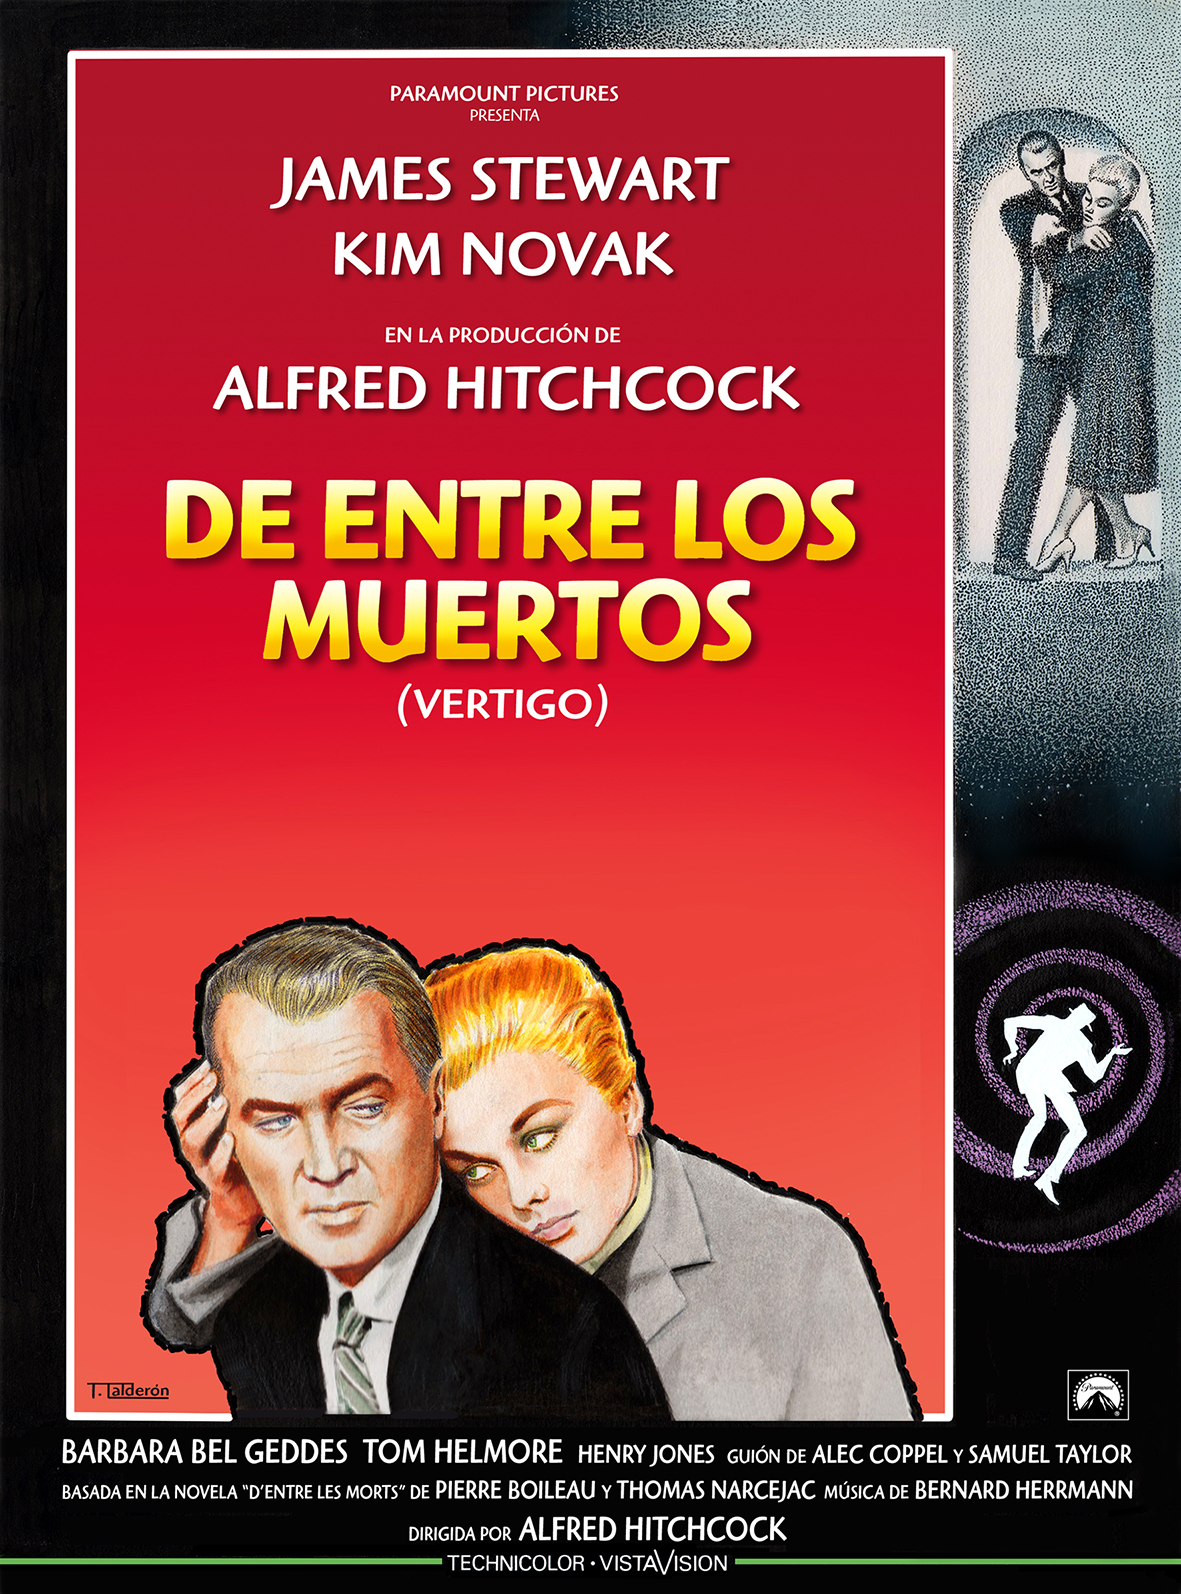 PARAMOUNT PICTURES
PRESENTA
JAMES STEWART
KIM NOVAK
EN LA PRODUCCIÓN DE
ALFRED HITCHCOCK
DE ENTRE LOS
MUERTOS
(VERTIGO)
T. Calderón
Paramount
BARBARA BEL GEDDES TOM HELMORE HENRY JONES GUIÓN DE ALEC COPPEL Y SAMUEL TAYLOR
BASADA EN LA NOVELA “D’ENTRE LES MORTS” DE PIERRE BOILEAU Y THOMAS NARCEJAC MÚSICA DE BERNARD HERRMANN
DIRIGIDA POR ALFRED HITCHCOCK
TECHNICOLOR · VISTAVISION